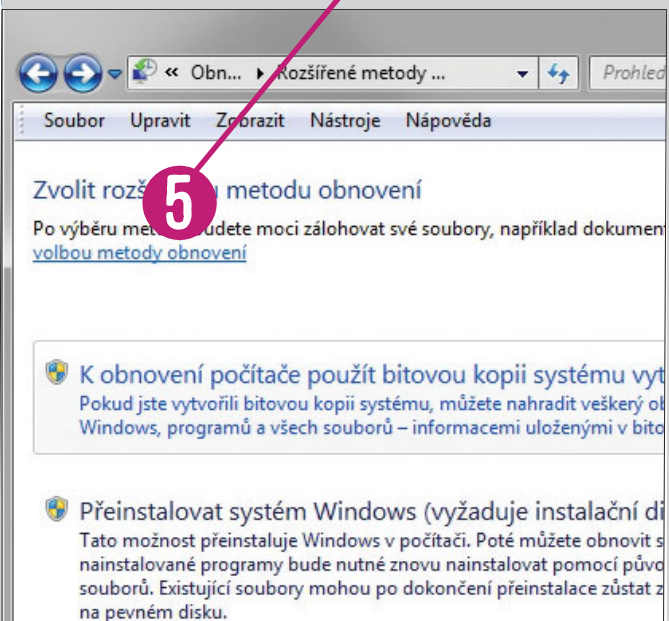 « Obn... ▸ Rozšířené metody ...
Prohled
Soubor Upravit Zobrazit Nástroje Nápověda
5
Zvolit metodu obnovení
Po výběru moci zálohovat své soubory, například dokumen
volbou metody obnovení
K obnovení počítače použít bitovou kopii systému vyt
Pokud jste vytvořili bitovou kopii systému, můžete nahradit veškerý ob
Windows, programů a všech souborů – informacemi uloženými v bito
Přeinstalovat systém Windows (vyžaduje instalační di
Tato možnost přeinstaluje Windows v počítači. Poté můžete obnovit s
nainstalované programy bude nutné znovu nainstalovat pomocí půvo
souborů. Existující soubory mohou po dokončení přeinstalace zůstat z
na pevném disku.